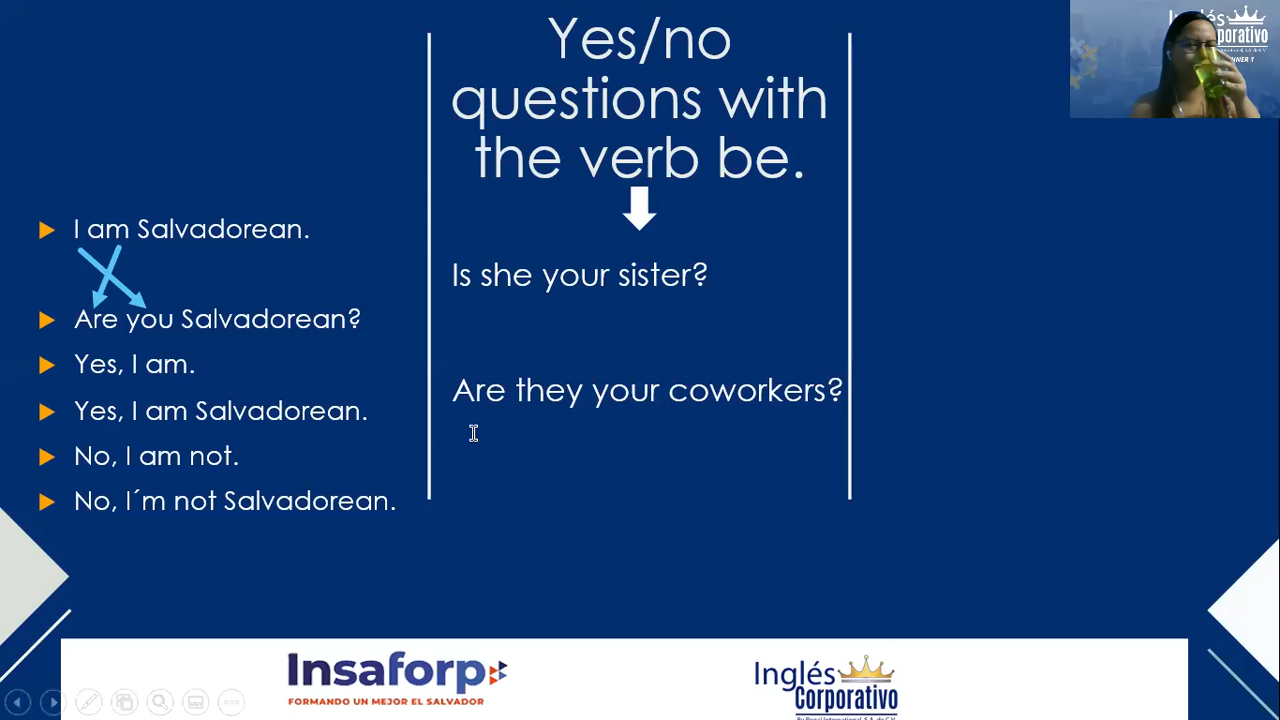 Yes/no
questions with
the verb be.
I am Salvadorean.
Are you Salvadorean?
Yes, I am.
Yes, I am Salvadorean.
No, I am not.
No, I´m not Salvadorean.
Is she your sister?
Are they your coworkers?
Insaforp
FORMANDO UN MEJOR EL SALVADOR
Inglés
Corporativo